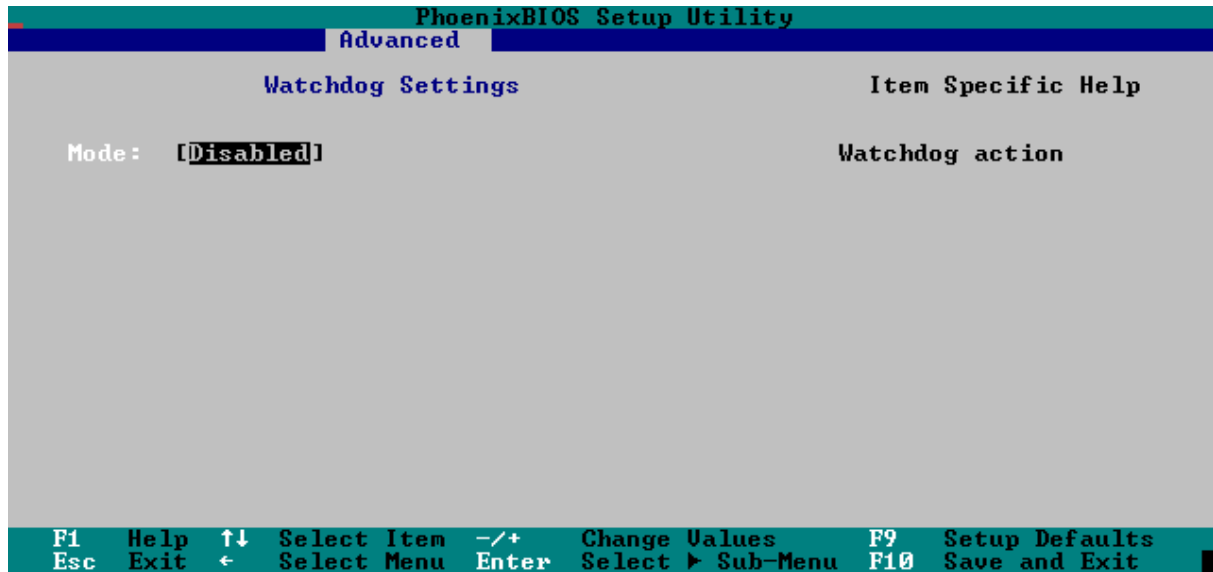 PhoenixBIOS Setup Utility
Advanced
Watchdog Settings
Item Specific Help
Mode: [Disabled]
Watchdog action
F1 Help ↑↓ Select Item -/+ Change Values F9 Setup Defaults
Esc Exit ← Select Menu Enter Select ▶ Sub-Menu F10 Save and Exit